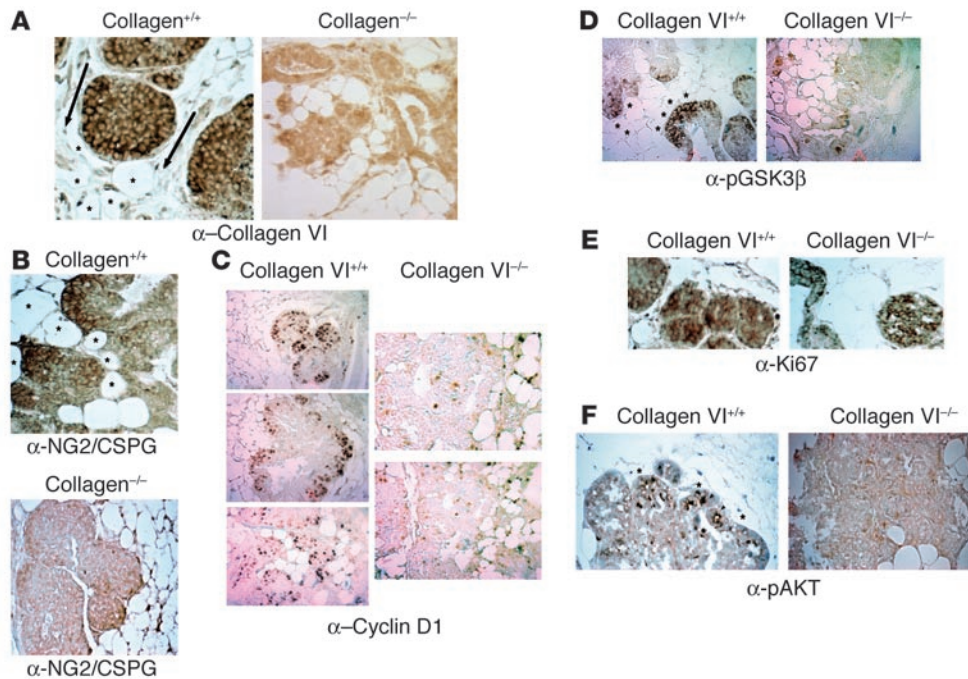 A
Collagen+/+
Collagen–/–
α–Collagen VI
B
Collagen+/+
α-NG2/CSPG
Collagen–/–
α-NG2/CSPG
C
Collagen VI+/+
Collagen VI–/–
α–Cyclin D1
D
Collagen VI+/+
Collagen VI–/–
α-pGSK3β
E
Collagen VI+/+
Collagen VI–/–
α-Ki67
F
Collagen VI+/+
Collagen VI–/–
α-pAKT